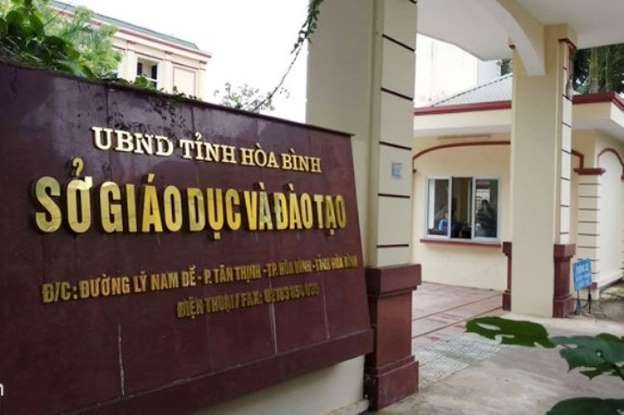 UBND TỈNH HÒA BÌNH
SỞ GIÁO DỤC VÀ ĐÀO TẠO
Đ/C: ĐƯỜNG LÝ NAM ĐẾ - P. TÂN THỊNH - TP. HÒA BÌNH - TỈNH HÒA BÌNH
ĐIỆN THOẠI/ FAX: